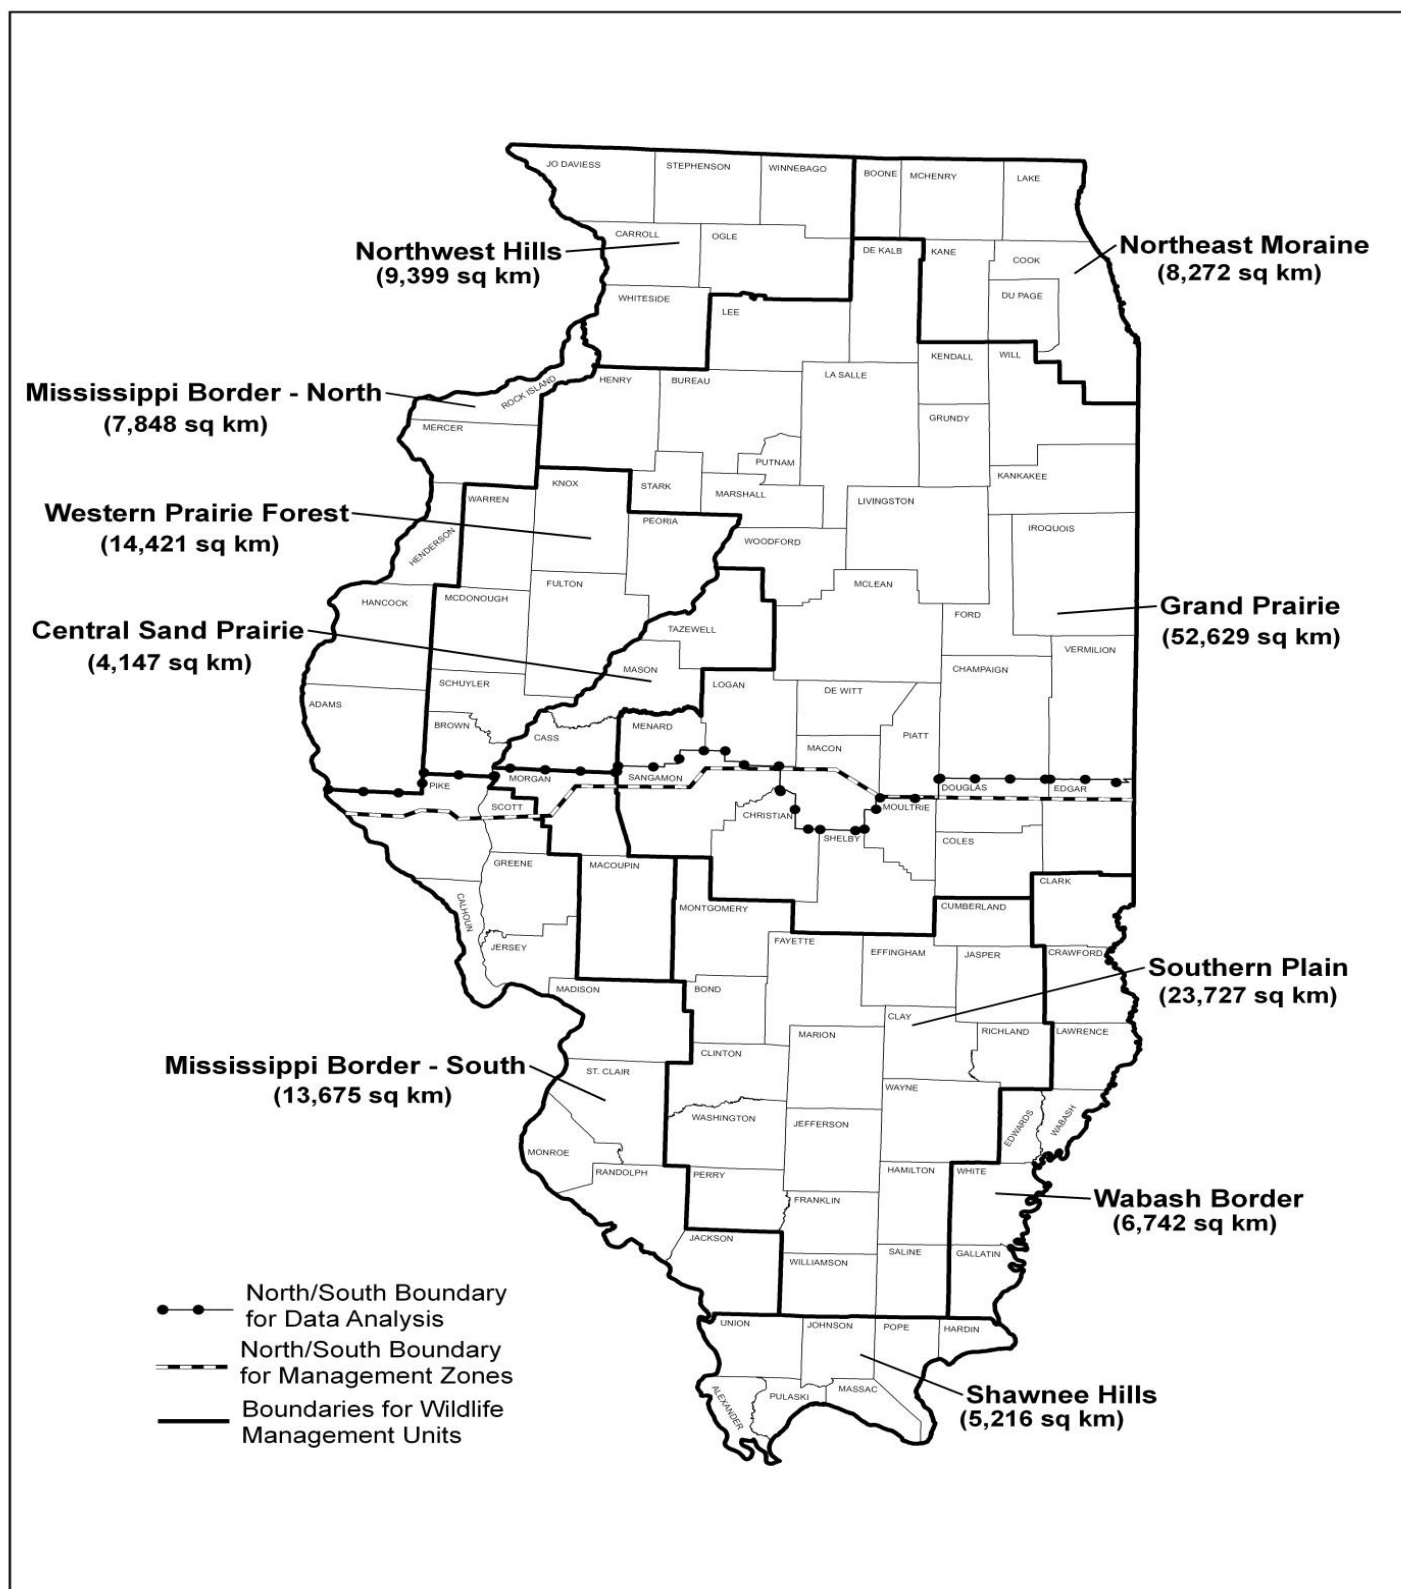 JO DAVIESS
STEPHENSON
WINNEBAGO
BOONE
MCHENRY
LAKE
CARROLL
OGLE
DE KALB
KANE
COOK
Northwest Hills
(9,399 sq km)
Northeast Moraine
(8,272 sq km)
WHITESIDE
LEE
DU PAGE
KENDALL
WILL
Mississippi Border - North
(7,848 sq km)
ROCK ISLAND
HENRY
BUREAU
LA SALLE
GRUNDY
MERCER
PUTNAM
KANKAKEE
KNOX
STARK
MARSHALL
LIVINGSTON
WARREN
Western Prairie Forest
(14,421 sq km)
PEORIA
IROQUOIS
HENDERSON
WOODFORD
FULTON
MCLEAN
HANCOCK
MCDONOUGH
FORD
Grand Prairie
(52,629 sq km)
Central Sand Prairie
(4,147 sq km)
TAZEWELL
VERMILION
MASON
CHAMPAIGN
SCHUYLER
LOGAN
DE WITT
ADAMS
BROWN
CASS
MENARD
MACON
PIATT
PIKE
MORGAN
SANGAMON
DOUGLAS
EDGAR
SCOTT
CHRISTIAN
MOULTRIE
SHELBY
COLES
GREENE
MACOUPIN
CLARK
CALHOUN
MONTGOMERY
CUMBERLAND
JERSEY
FAYETTE
EFFINGHAM
JASPER
CRAWFORD
Southern Plain
(23,727 sq km)
MADISON
BOND
CLAY
MARION
RICHLAND
LAWRENCE
Mississippi Border - South
(13,675 sq km)
ST. CLAIR
CLINTON
WAYNE
WASHINGTON
JEFFERSON
EDWARDS
WABASH
MONROE
RANDOLPH
PERRY
HAMILTON
WHITE
Wabash Border
(6,742 sq km)
FRANKLIN
JACKSON
WILLIAMSON
SALINE
GALLATIN
North/South Boundary
for Data Analysis
UNION
JOHNSON
POPE
HARDIN
North/South Boundary
for Management Zones
ALEXANDER
PULASKI
MASSAC
Shawnee Hills
(5,216 sq km)
Boundaries for Wildlife
Management Units